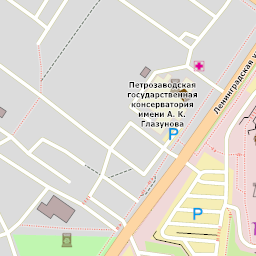 Ленинградская
Петрозаводская
государственная
консерватория
имени А. К.
Глазунова
P
P